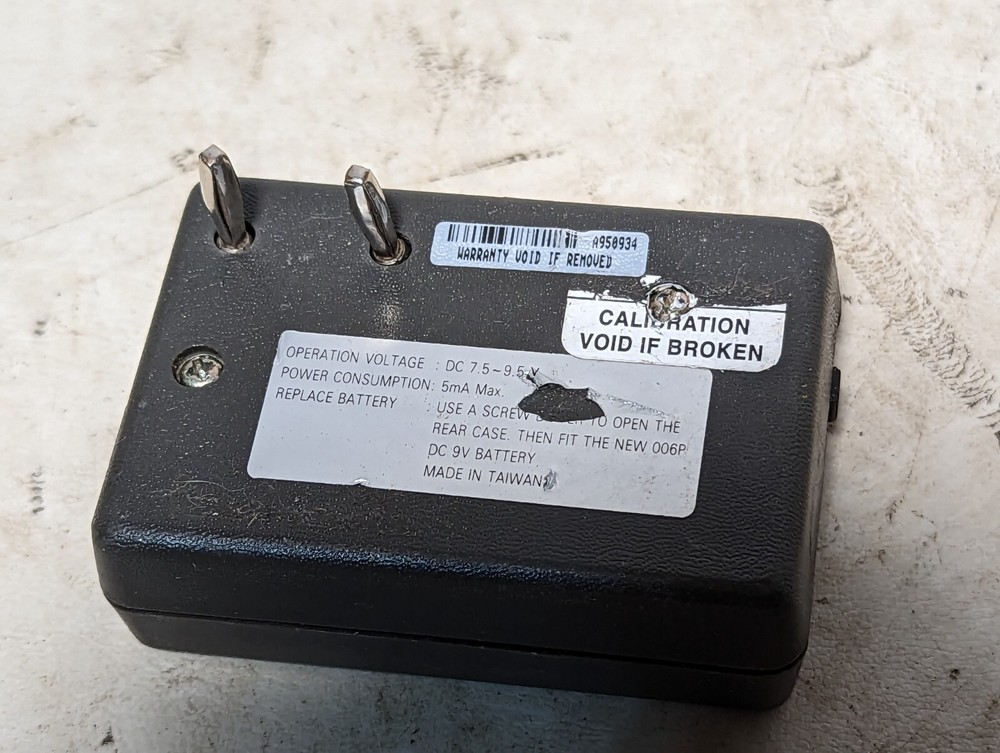 A950934
WARRANTY VOID IF REMOVED
CALIBRATION
VOID IF BROKEN
OPERATION VOLTAGE : DC 7.5~9.5 V
POWER CONSUMPTION: 5mA Max.
REPLACE BATTERY : USE A SCREW TO OPEN THE
REAR CASE. THEN FIT THE NEW 006P
DC 9V BATTERY
MADE IN TAIWAN